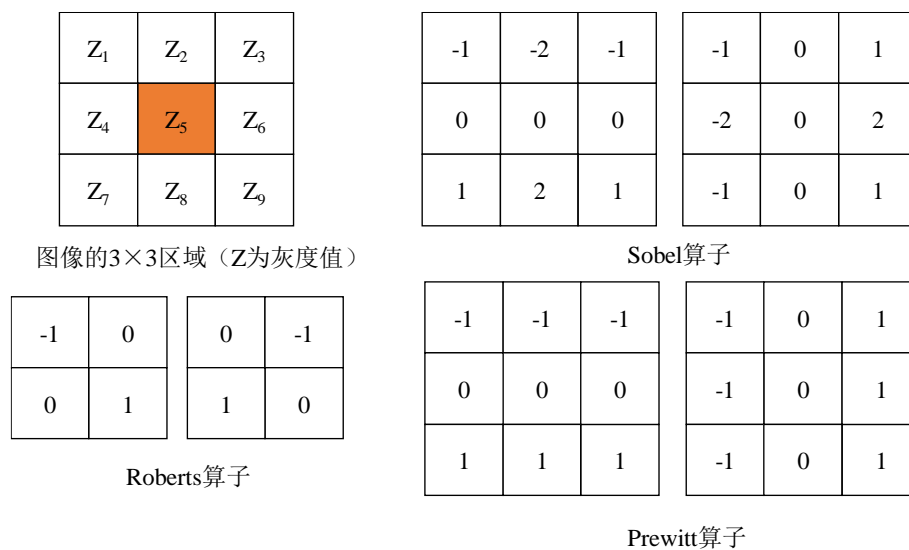 Z₁ Z₂ Z₃
Z₄ Z₅ Z₆
Z₇ Z₈ Z₉
图像的3×3区域（Z为灰度值）
-1 -2 -1
0 0 0
1 2 1
-1 0 1
-2 0 2
-1 0 1
Sobel算子
-1 0
0 1
0 -1
1 0
Roberts算子
-1 -1 -1
0 0 0
1 1 1
-1 0 1
-1 0 1
-1 0 1
Prewitt算子